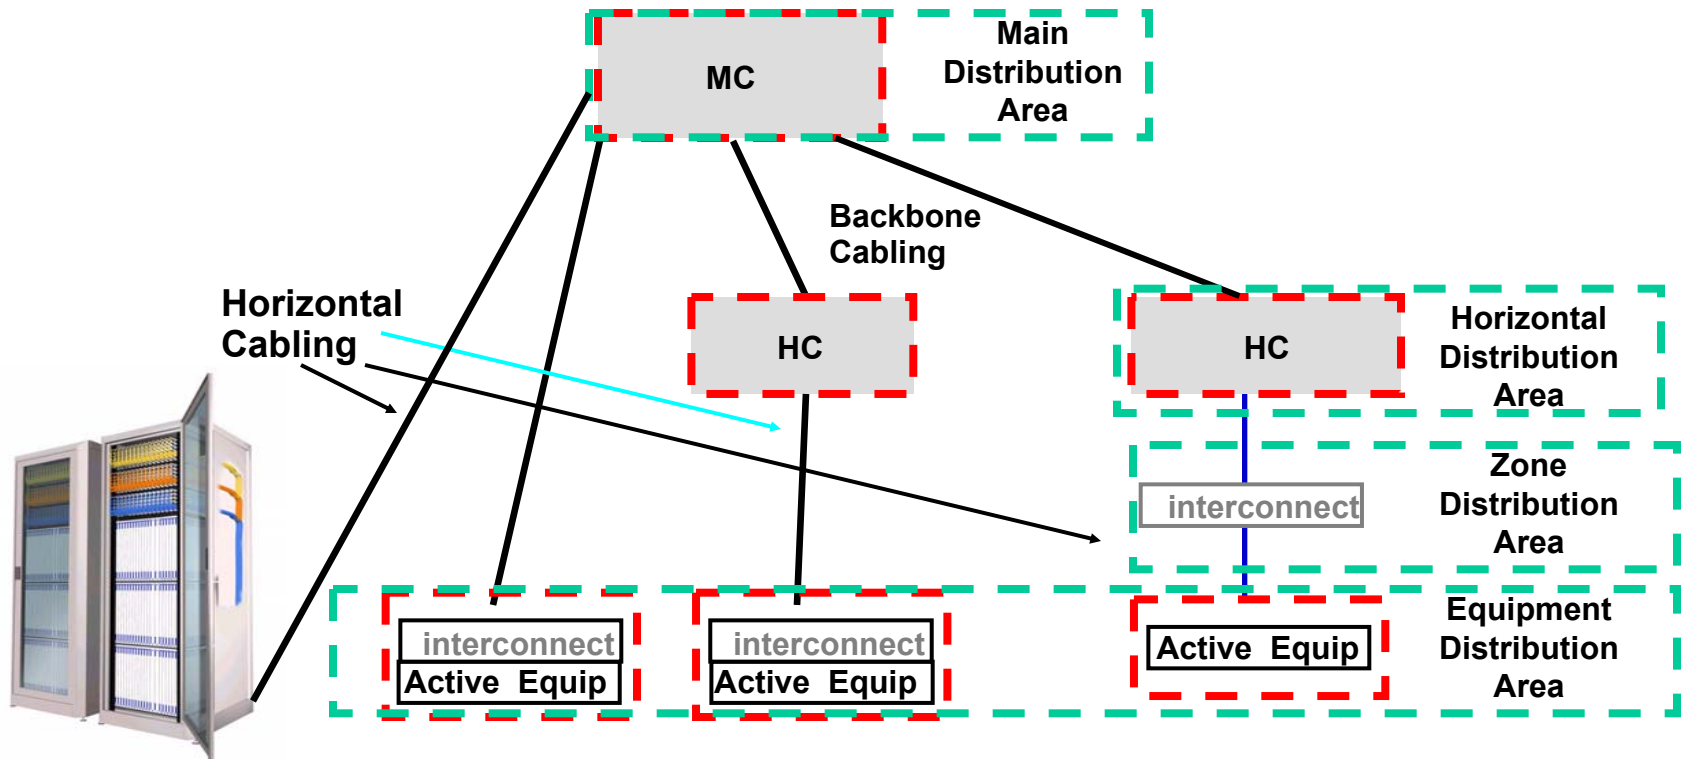 MC
Main
Distribution
Area
Backbone
Cabling
Horizontal
Cabling
HC
HC
Horizontal
Distribution
Area
interconnect
Zone
Distribution
Area
interconnect
Active Equip
interconnect
Active Equip
Active Equip
Equipment
Distribution
Area